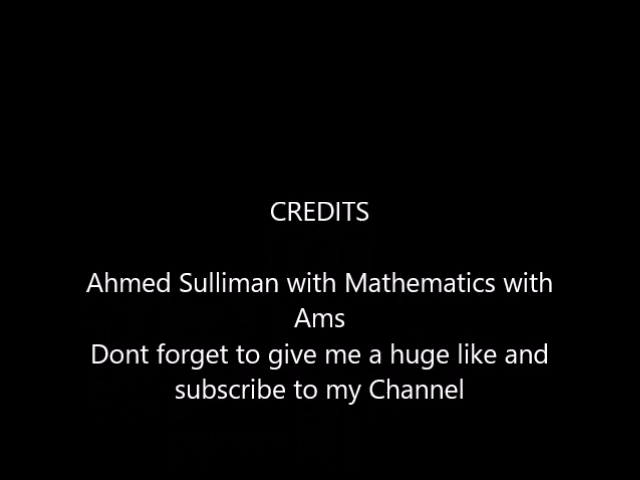 CREDITS
Ahmed Sulliman with Mathematics with
Ams
Dont forget to give me a huge like and
subscribe to my Channel